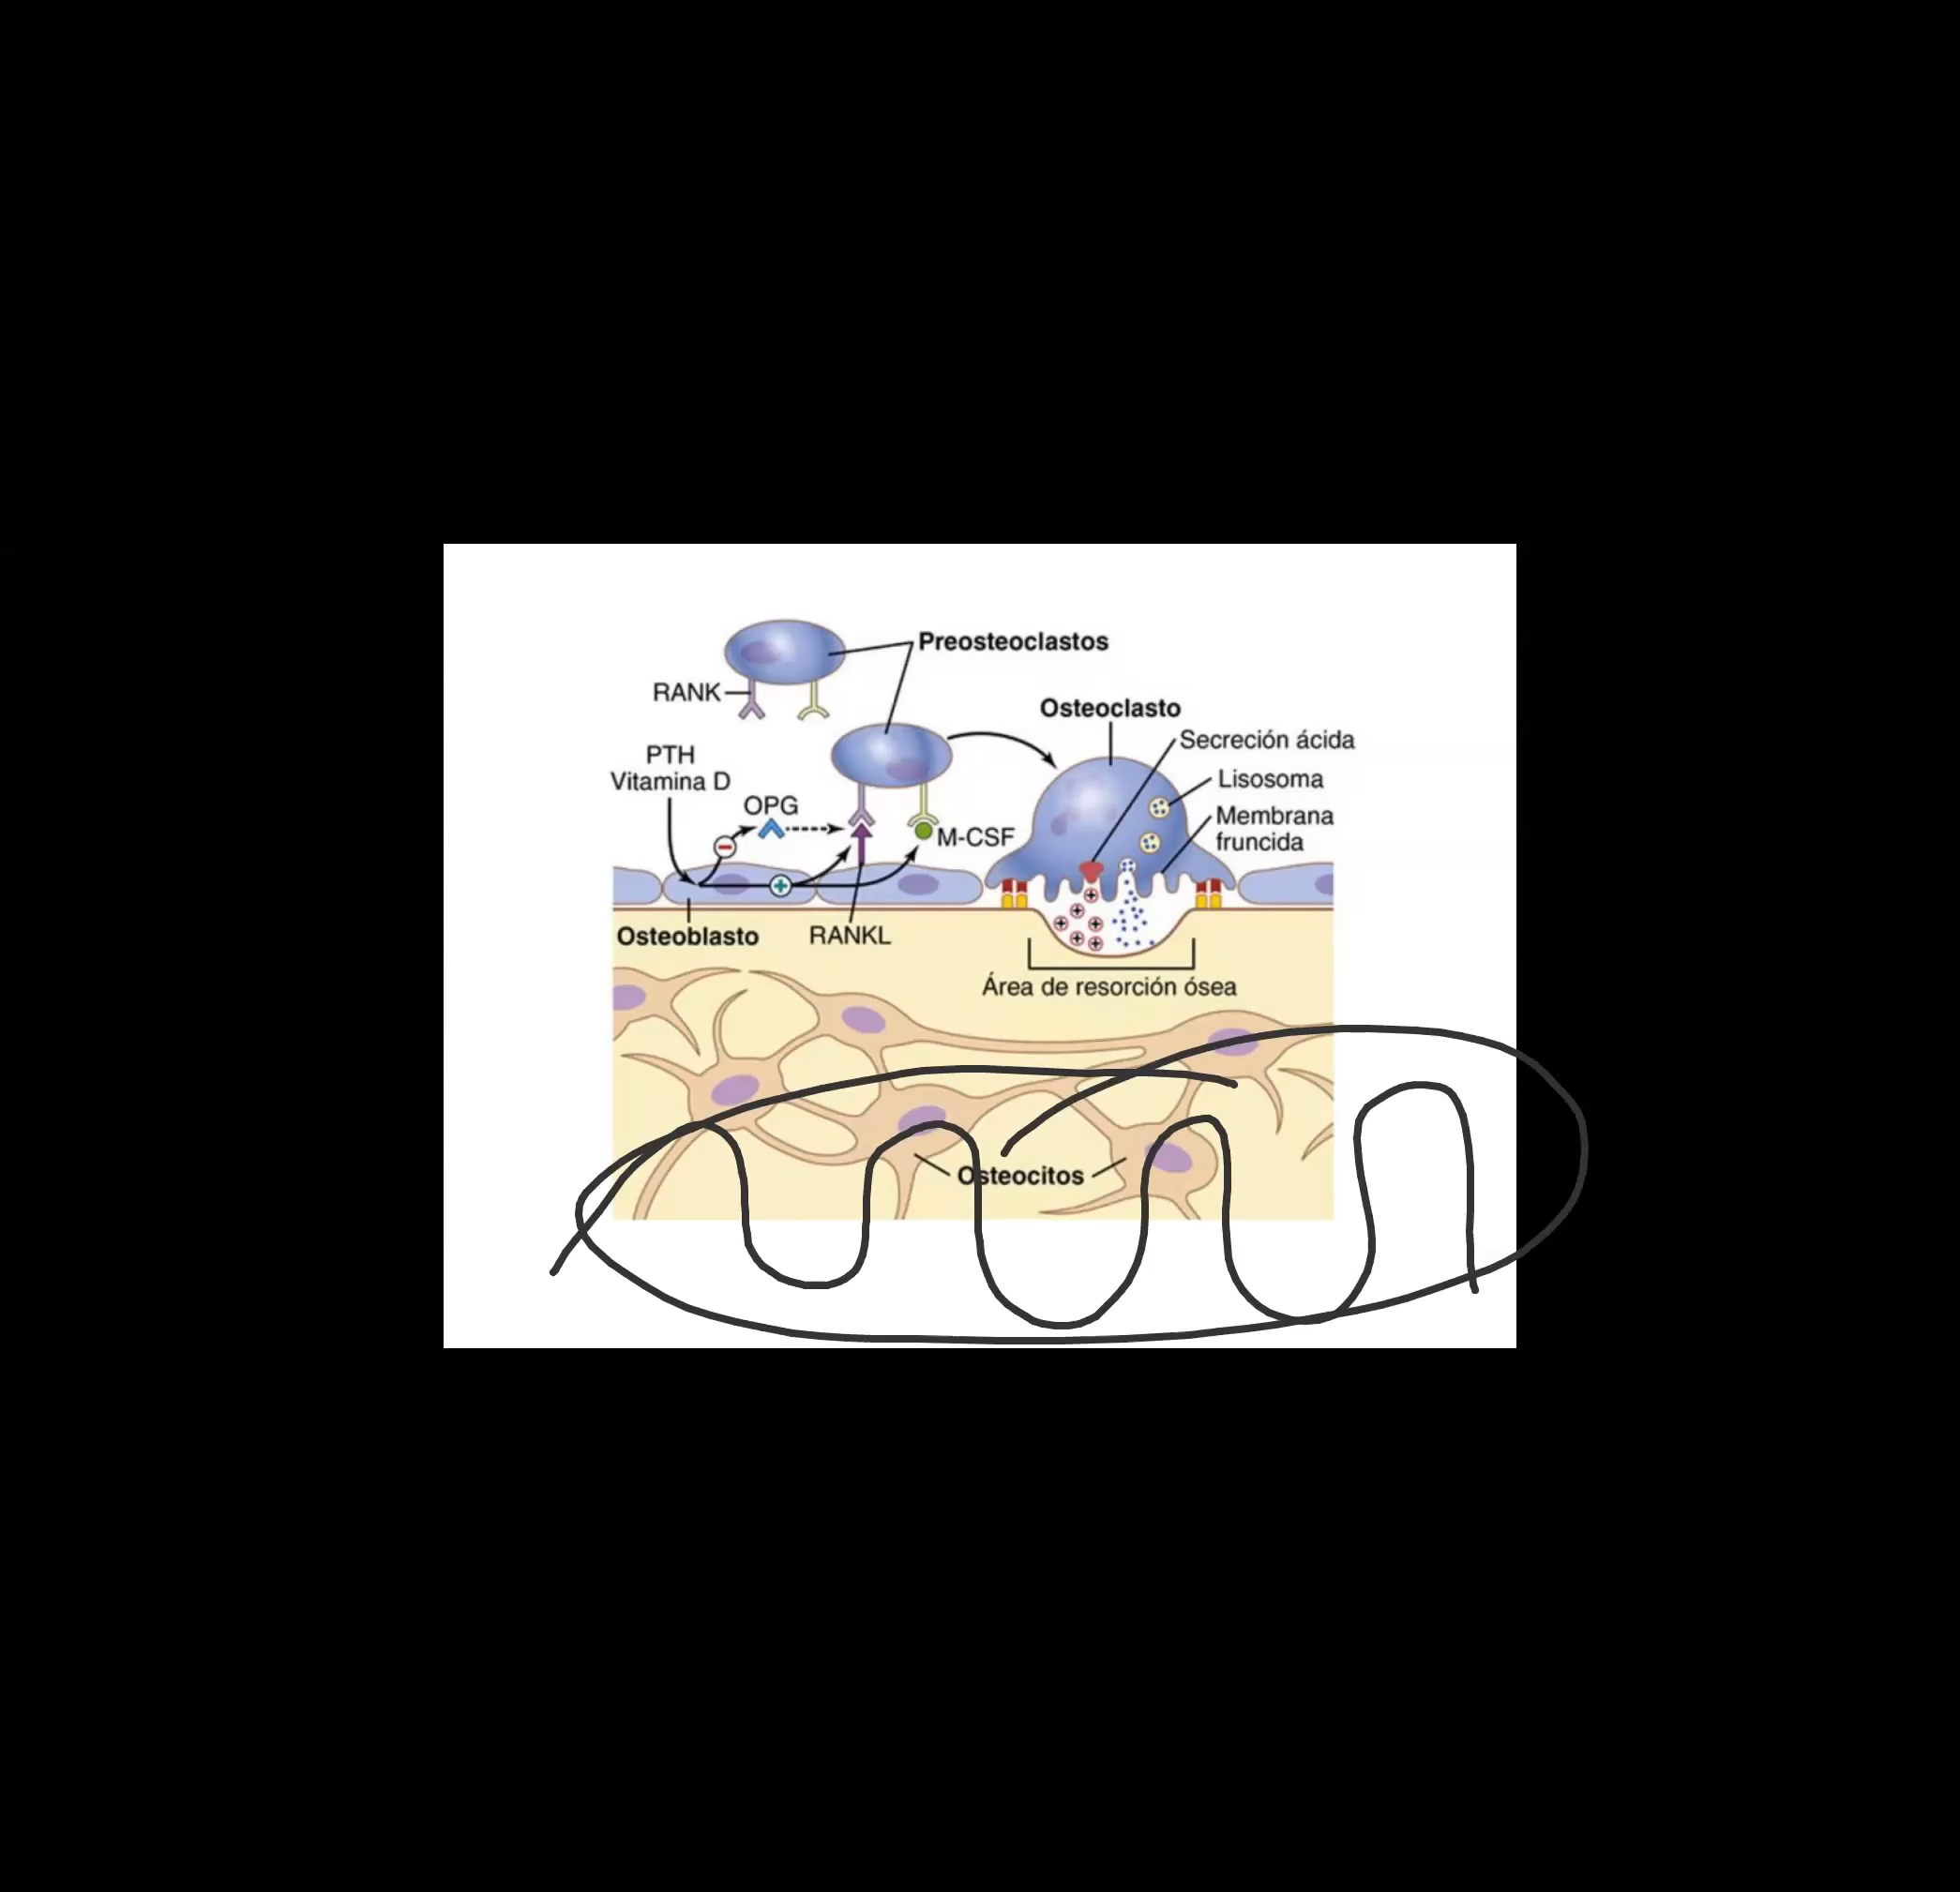 Preosteoclastos
RANK
Osteoclasto
Secreción ácida
PTH
Vitamina D
Lisosoma
OPG
Membrana
fruncida
M-CSF
Osteoblasto
RANKL
Área de resorción ósea
Osteocitos